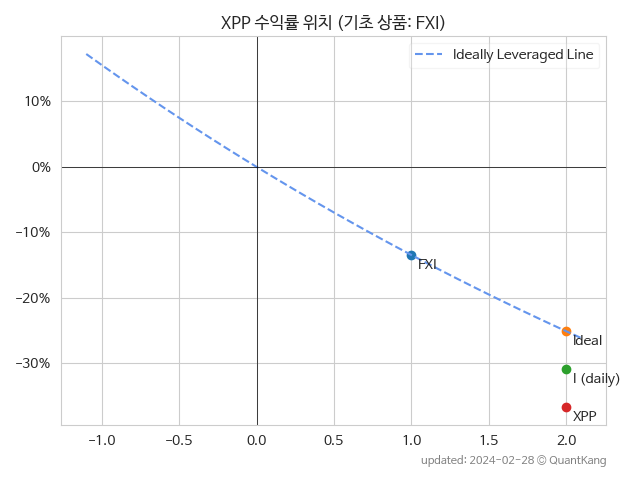 XPP 수익률 위치 (기초 상품: FXI)
Ideally Leveraged Line
10%
0%
−10%
−20%
−30%
FXI
Ideal
I (daily)
XPP
−1.0
−0.5
0.0
0.5
1.0
1.5
2.0
updated: 2024-02-28 © QuantKang